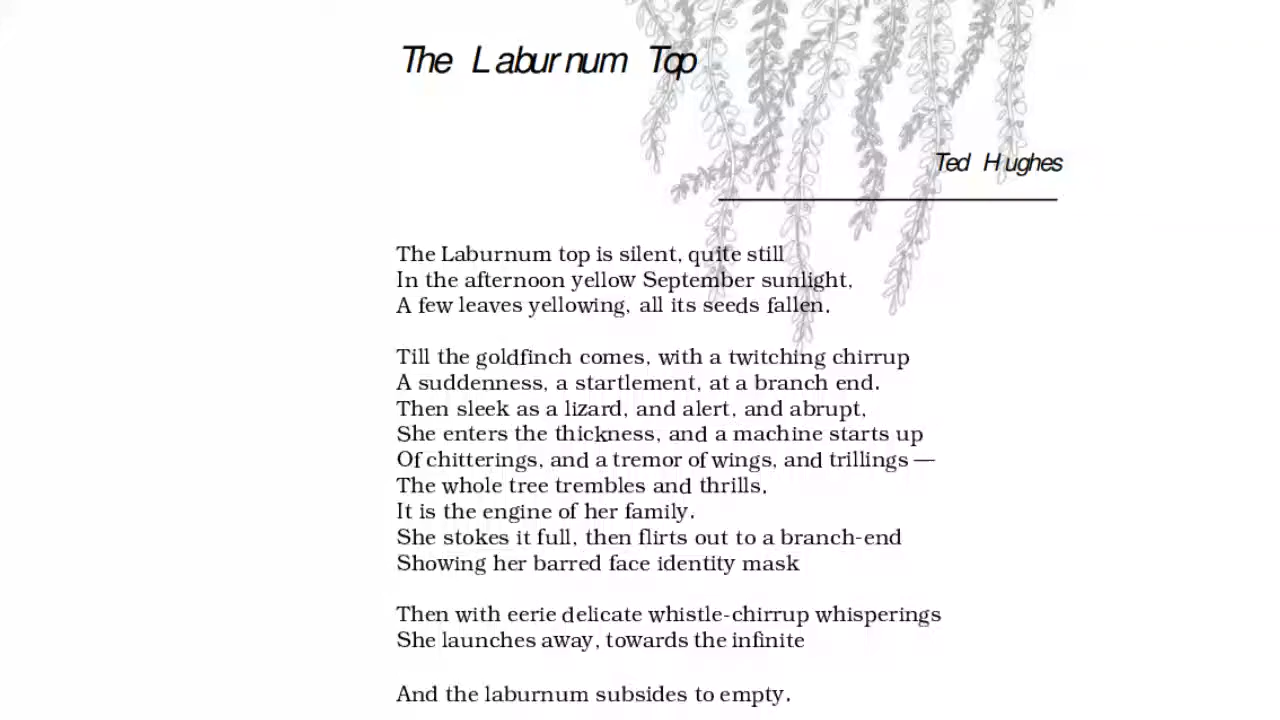 The Laburnum Top
Ted Hughes
The Laburnum top is silent, quite still
In the afternoon yellow September sunlight,
A few leaves yellowing, all its seeds fallen.
Till the goldfinch comes, with a twitching chirrup
A suddenness, a startlement, at a branch end.
Then sleek as a lizard, and alert, and abrupt,
She enters the thickness, and a machine starts up
Of chitterings, and a tremor of wings, and trillings —
The whole tree trembles and thrills.
It is the engine of her family.
She stokes it full, then flirts out to a branch-end
Showing her barred face identity mask
Then with eerie delicate whistle-chirrup whisperings
She launches away, towards the infinite
And the laburnum subsides to empty.